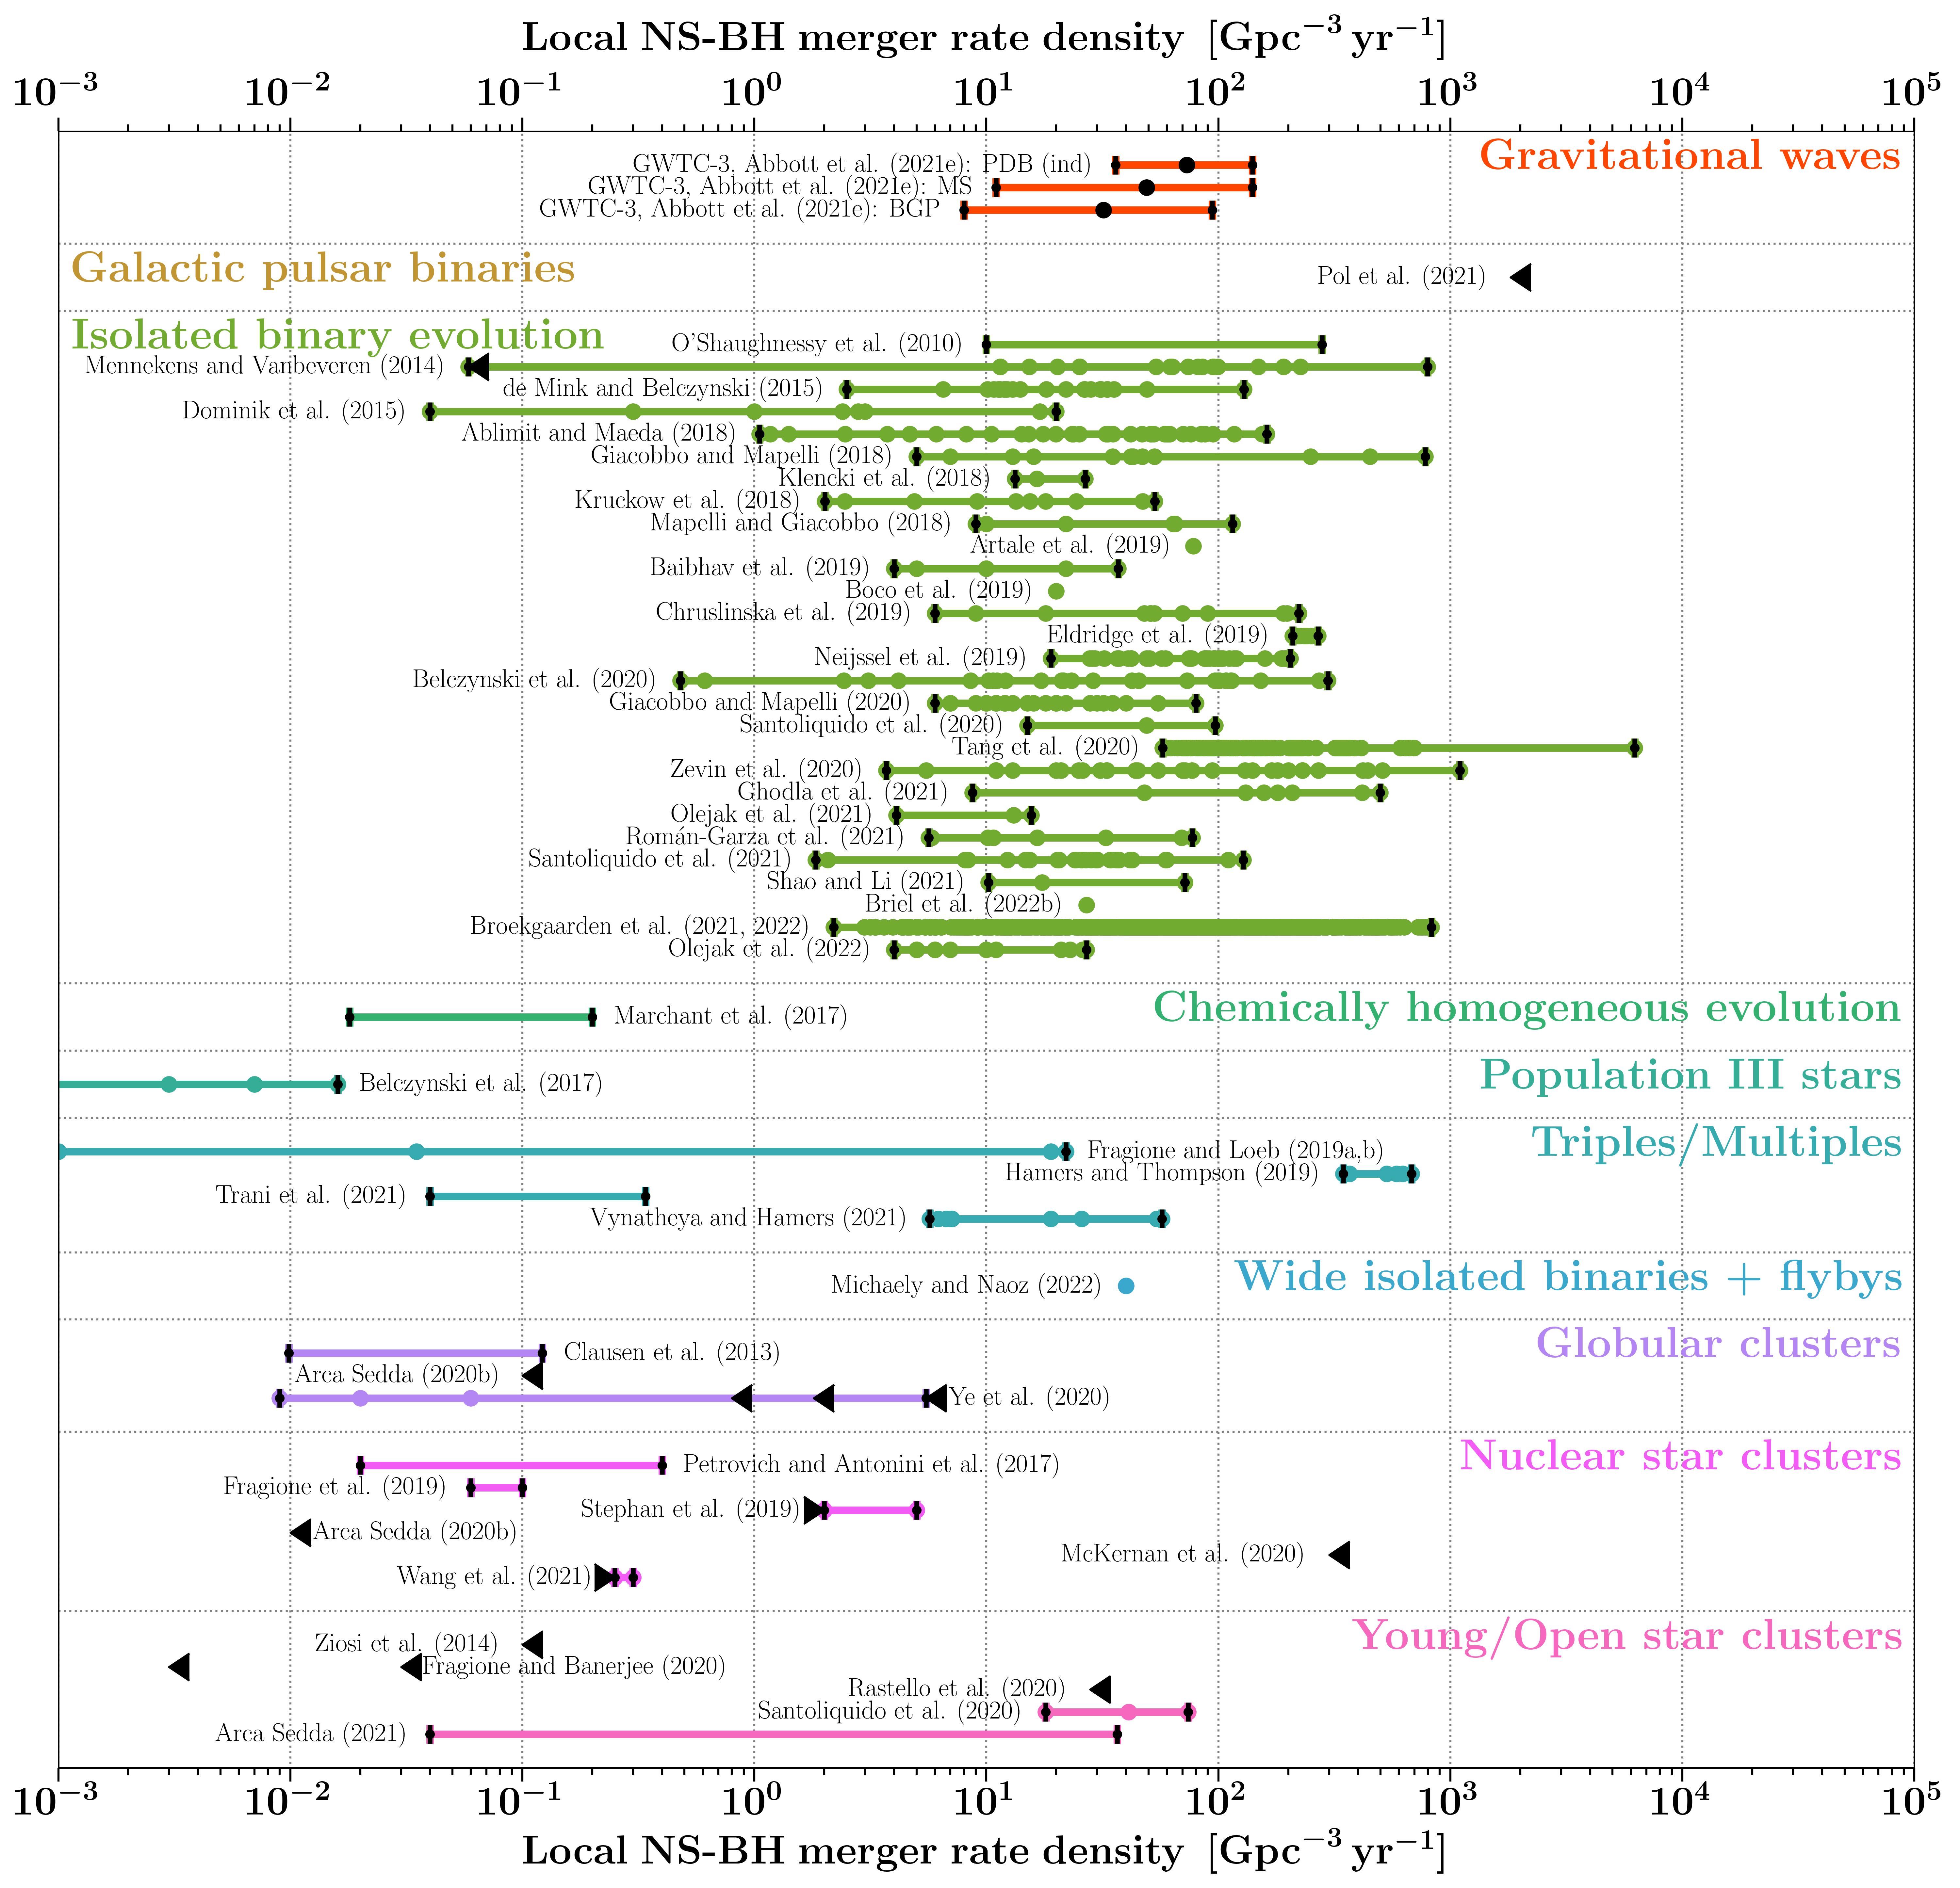 Local NS-BH merger rate density [Gpc⁻³ yr⁻¹]
10⁻³ 10⁻² 10⁻¹ 10⁰ 10¹ 10² 10³ 10⁴ 10⁵
Gravitational waves
GWTC-3, Abbott et al. (2021e): PDB (ind)
GWTC-3, Abbott et al. (2021e): MS
GWTC-3, Abbott et al. (2021e): BGP
Galactic pulsar binaries
Pol et al. (2021)
Isolated binary evolution
O'Shaughnessy et al. (2010)
Mennekens and Vanbeveren (2014)
de Mink and Belczynski (2015)
Dominik et al. (2015)
Ablimit and Maeda (2018)
Giacobbo and Mapelli (2018)
Klencki et al. (2018)
Kruckow et al. (2018)
Mapelli and Giacobbo (2018)
Artale et al. (2019)
Baibhav et al. (2019)
Boco et al. (2019)
Chruslinska et al. (2019)
Eldridge et al. (2019)
Neijssel et al. (2019)
Belczynski et al. (2020)
Giacobbo and Mapelli (2020)
Santoliquido et al. (2020)
Tang et al. (2020)
Zevin et al. (2020)
Ghodla et al. (2021)
Olejak et al. (2021)
Román-Garza et al. (2021)
Santoliquido et al. (2021)
Shao and Li (2021)
Briel et al. (2022b)
Broekgaarden et al. (2021, 2022)
Olejak et al. (2022)
Chemically homogeneous evolution
Marchant et al. (2017)
Population III stars
Belczynski et al. (2017)
Triples/Multiples
Fragione and Loeb (2019a,b)
Hamers and Thompson (2019)
Trani et al. (2021)
Vynatheya and Hamers (2021)
Wide isolated binaries + flybys
Michaely and Naoz (2022)
Globular clusters
Clausen et al. (2013)
Arca Sedda (2020b)
Ye et al. (2020)
Nuclear star clusters
Petrovich and Antonini et al. (2017)
Fragione et al. (2019)
Stephan et al. (2019)
Arca Sedda (2020b)
McKernan et al. (2020)
Wang et al. (2021)
Young/Open star clusters
Ziosi et al. (2014)
Fragione and Banerjee (2020)
Rastello et al. (2020)
Santoliquido et al. (2020)
Arca Sedda (2021)
10⁻³ 10⁻² 10⁻¹ 10⁰ 10¹ 10² 10³ 10⁴ 10⁵
Local NS-BH merger rate density [Gpc⁻³ yr⁻¹]